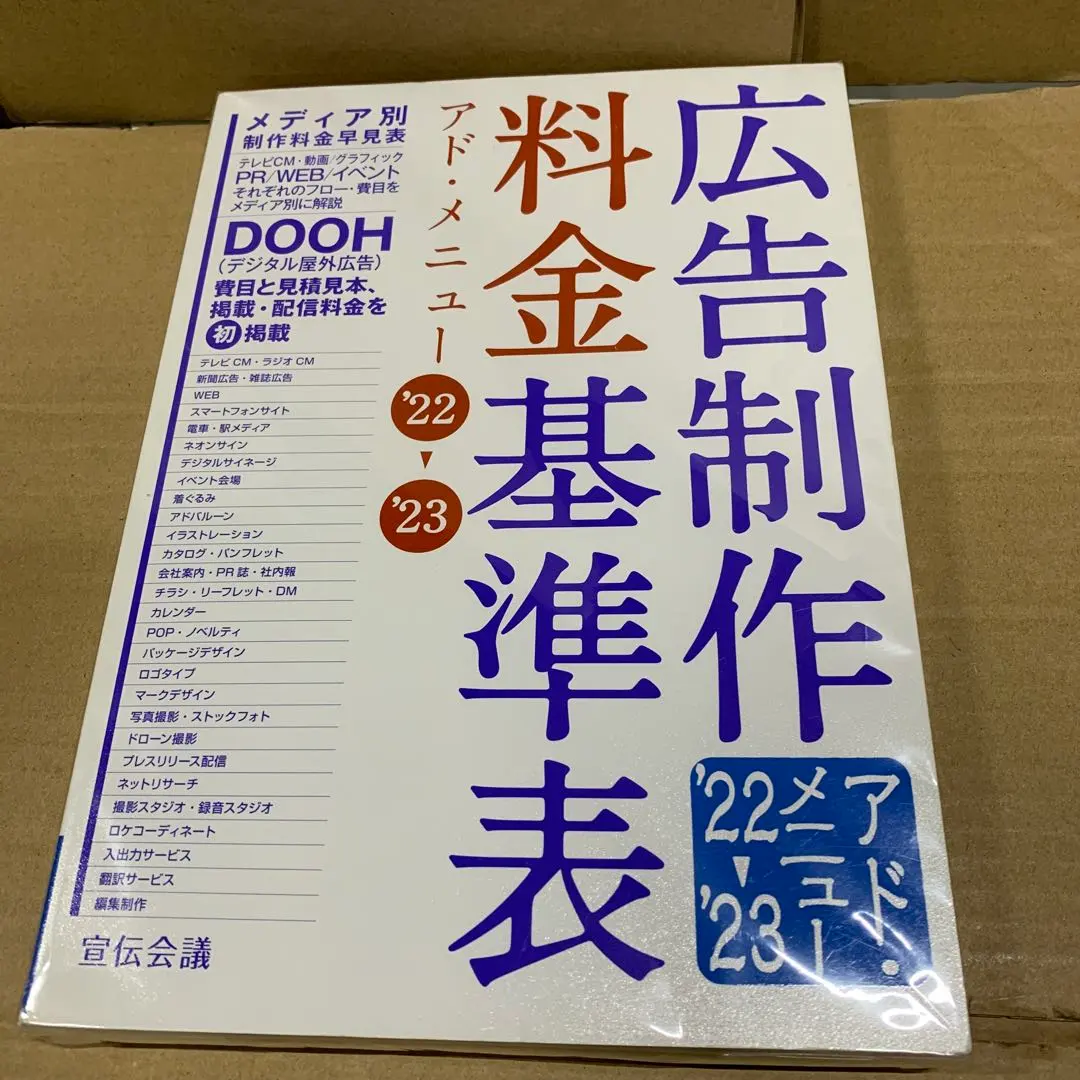 広告制作
料金基準表
アド・メニュー
'22
▼
'23
メディア別
制作料金早見表
テレビCM・動画/グラフィック
PR/WEB/イベント
それぞれのフロー・費目を
メディア別に解説
DOOH
(デジタル屋外広告)
費目と見積見本、
掲載・配信料金を
初掲載
テレビCM・ラジオCM
新聞広告・雑誌広告
WEB
スマートフォンサイト
電車・駅メディア
ネオンサイン
デジタルサイネージ
イベント会場
着ぐるみ
アドバルーン
イラストレーション
カタログ・パンフレット
会社案内・PR誌・社内報
チラシ・リーフレット・DM
カレンダー
POP・ノベルティ
パッケージデザイン
ロゴタイプ
マークデザイン
写真撮影・ストックフォト
ドローン撮影
プレスリリース配信
ネットリサーチ
撮影スタジオ・録音スタジオ
ロケコーディネート
入出力サービス
翻訳サービス
編集制作
宣伝会議
アド・
メニュー
'22▼'23